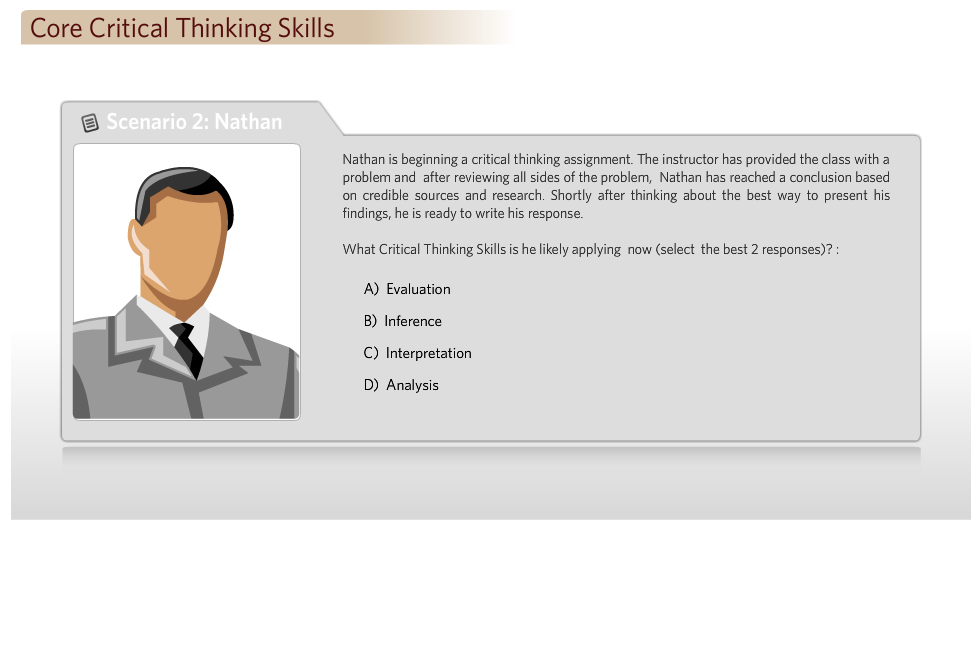 Core Critical Thinking Skills
Scenario 2: Nathan
Nathan is beginning a critical thinking assignment. The instructor has provided the class with a
problem and after reviewing all sides of the problem, Nathan has reached a conclusion based
on credible sources and research. Shortly after thinking about the best way to present his
findings, he is ready to write his response.
What Critical Thinking Skills is he likely applying now (select the best 2 responses)? :
A) Evaluation
B) Inference
C) Interpretation
D) Analysis